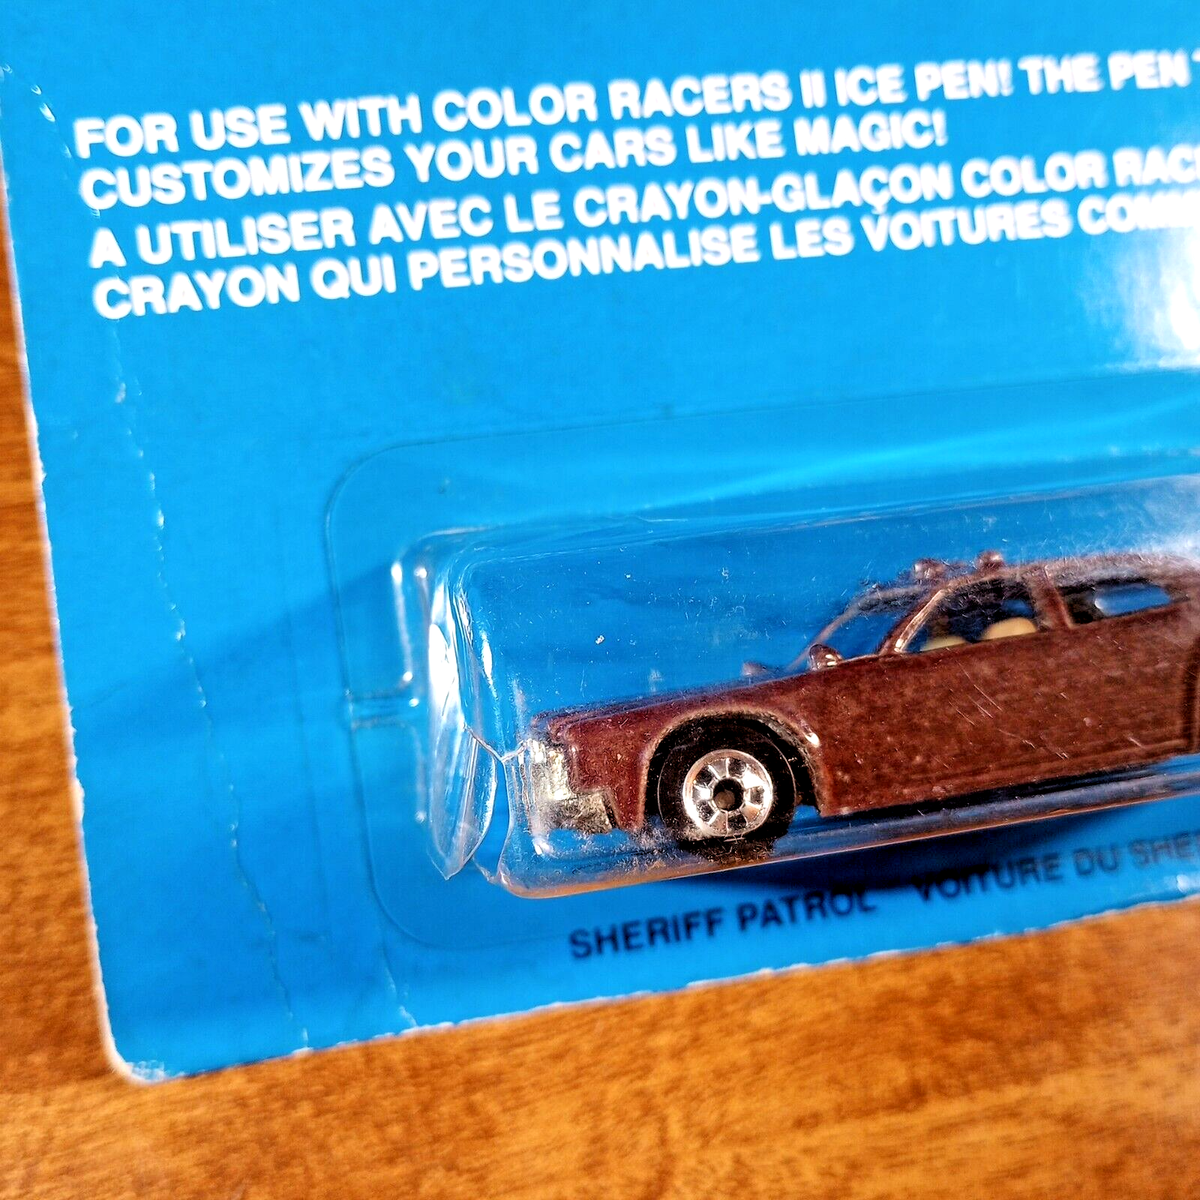 FOR USE WITH COLOR RACERS II ICE PEN! THE PEN
CUSTOMIZES YOUR CARS LIKE MAGIC!
A UTILISER AVEC LE CRAYON-GLAÇON COLOR
CRAYON QUI PERSONNALISE LES VOITURES
SHERIFF PATROL VOITURE DU